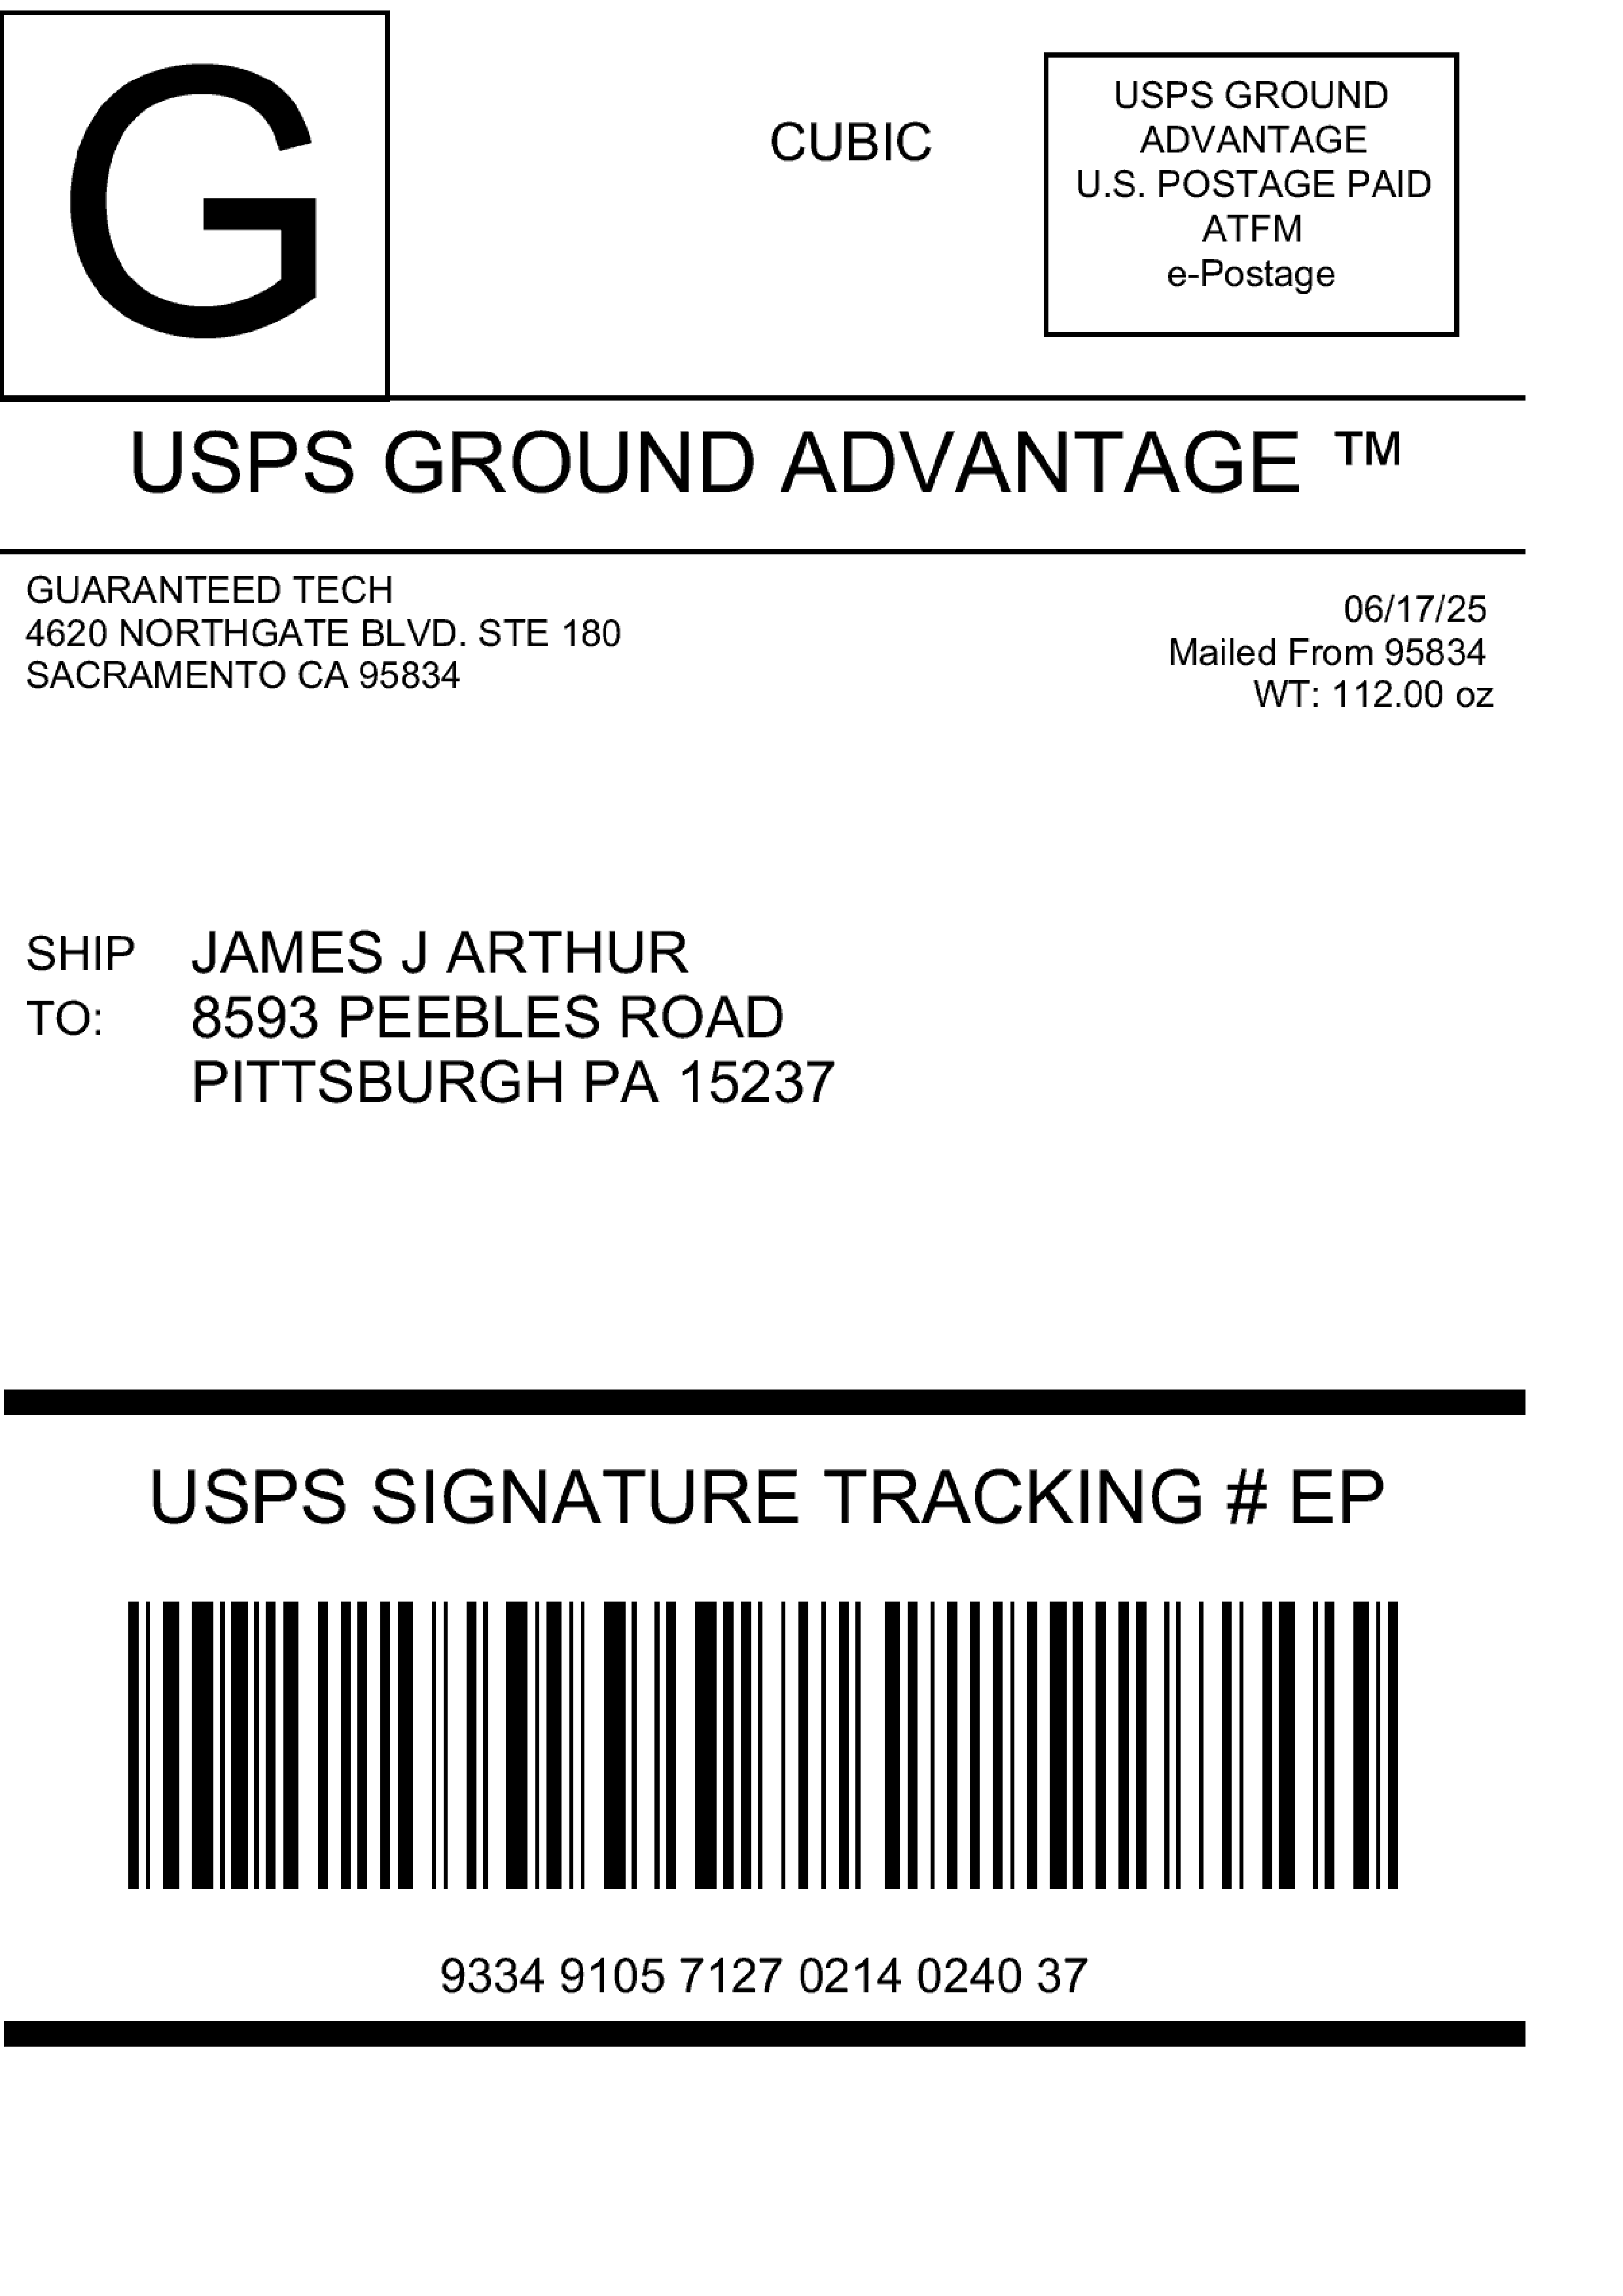 G
CUBIC
USPS GROUND
ADVANTAGE
U.S. POSTAGE PAID
ATFM
e-Postage
USPS GROUND ADVANTAGE ™
GUARANTEED TECH
4620 NORTHGATE BLVD. STE 180
SACRAMENTO CA 95834
06/17/25
Mailed From 95834
WT: 112.00 oz
SHIP TO:
JAMES J ARTHUR
8593 PEEBLES ROAD
PITTSBURGH PA 15237
USPS SIGNATURE TRACKING # EP
9334 9105 7127 0214 0240 37